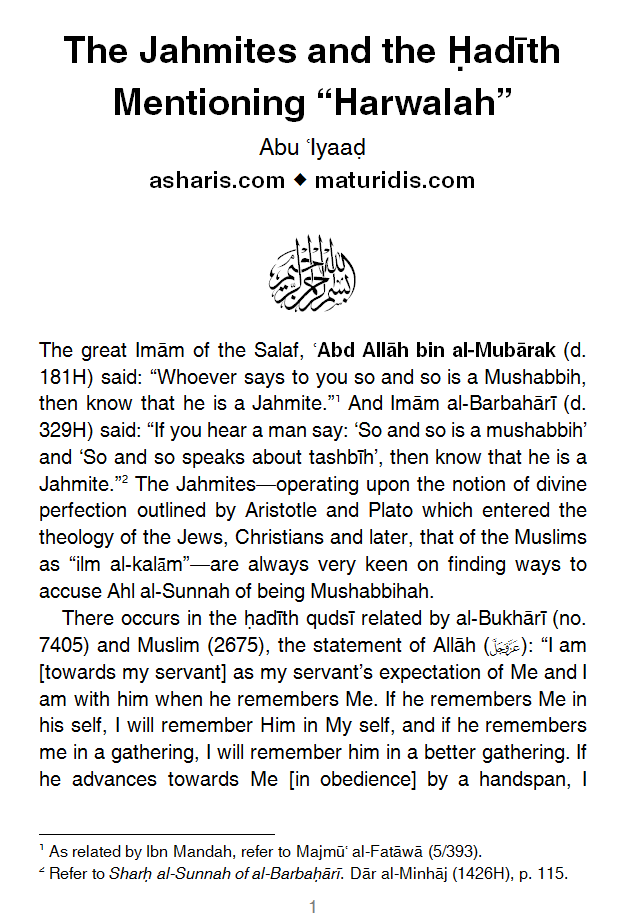 The Jahmites and the Ḥadīth
Mentioning “Harwalah”
Abu ʿIyaaḍ
asharis.com ◆ maturidis.com
بسم الله الرحمن الرحيم
The great Imām of the Salaf, ʿAbd Allāh bin al-Mubārak (d.
181H) said: “Whoever says to you so and so is a Mushabbih,
then know that he is a Jahmite.”¹ And Imām al-Barbahārī (d.
329H) said: “If you hear a man say: ‘So and so is a mushabbih’
and ‘So and so speaks about tashbīh’, then know that he is a
Jahmite.”² The Jahmites—operating upon the notion of divine
perfection outlined by Aristotle and Plato which entered the
theology of the Jews, Christians and later, that of the Muslims
as “ilm al-kalām”—are always very keen on finding ways to
accuse Ahl al-Sunnah of being Mushabbihah.
There occurs in the ḥadīth qudsī related by al-Bukhārī (no.
7405) and Muslim (2675), the statement of Allāh (عَزَّوَجَلَّ): “I am
[towards my servant] as my servant’s expectation of Me and I
am with him when he remembers Me. If he remembers Me in
his self, I will remember Him in My self, and if he remembers
me in a gathering, I will remember him in a better gathering. If
he advances towards Me [in obedience] by a handspan, I
¹ As related by Ibn Mandah, refer to Majmūʿ al-Fatāwā (5/393).
² Refer to Sharḥ al-Sunnah of al-Barbaḥārī. Dār al-Minhāj (1426H), p. 115.
1